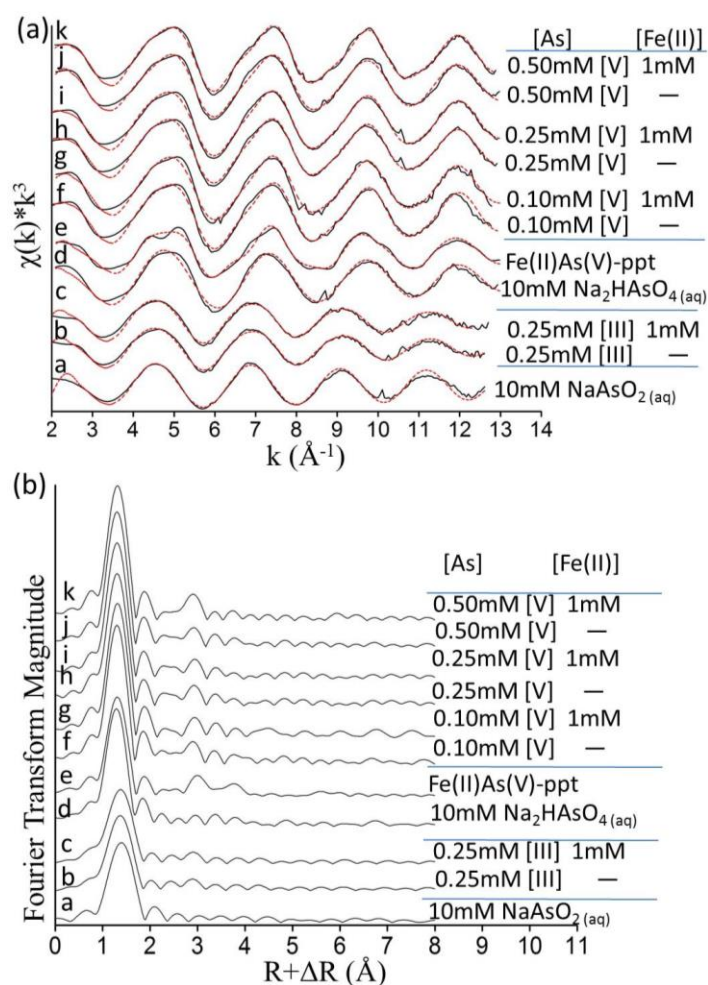 (a)
[As] [Fe(II)]
k 0.50mM [V] 1mM
j 0.50mM [V] —
i 0.25mM [V] 1mM
h 0.25mM [V] —
g 0.10mM [V] 1mM
f 0.10mM [V] —
e Fe(II)As(V)-ppt
d 10mM Na₂HAsO₄ (aq)
c 0.25mM [III] 1mM
b 0.25mM [III] —
a 10mM NaAsO₂ (aq)
χ(k)*k³
2 3 4 5 6 7 8 9 10 11 12 13 14
k (Å⁻¹)
(b)
[As] [Fe(II)]
k 0.50mM [V] 1mM
j 0.50mM [V] —
i 0.25mM [V] 1mM
h 0.25mM [V] —
g 0.10mM [V] 1mM
f 0.10mM [V] —
e Fe(II)As(V)-ppt
d 10mM Na₂HAsO₄ (aq)
c 0.25mM [III] 1mM
b 0.25mM [III] —
a 10mM NaAsO₂ (aq)
Fourier Transform Magnitude
0 1 2 3 4 5 6 7 8 9 10 11
R+ΔR (Å)